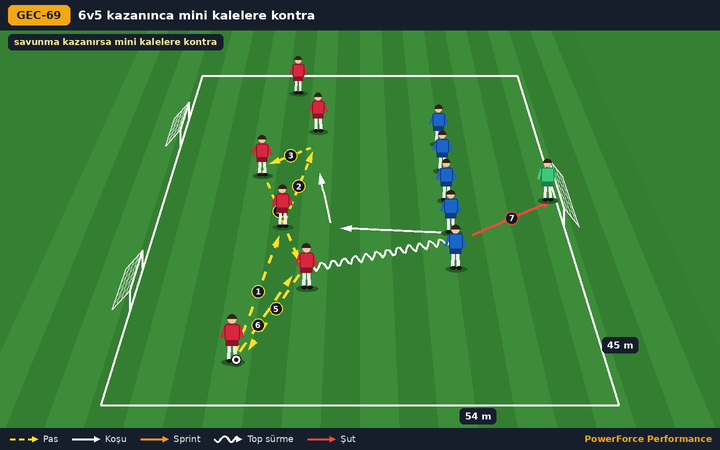 GEC-69 6v5 kazanınca mini kalelere kontra
savunma kazanırsa mini kalelere kontra
3
2
7
1
5
6
45 m
54 m
Pas Koşu Sprint Top sürme Şut PowerForce Performance